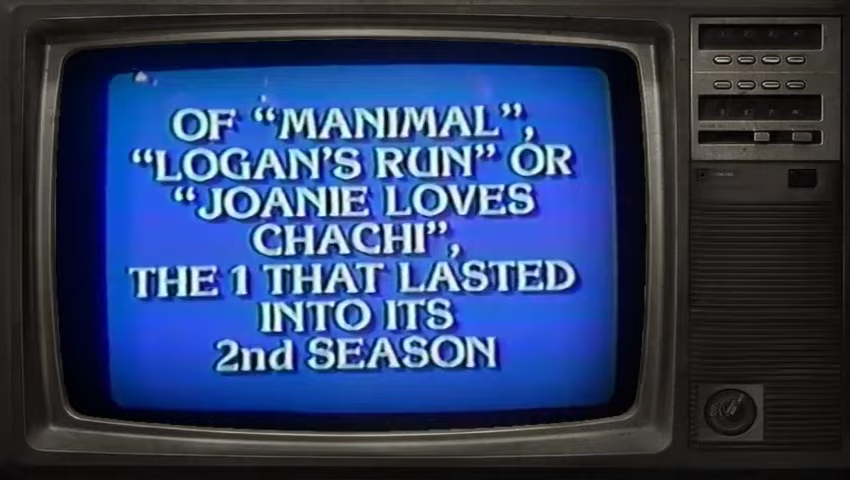 OF “MANIMAL”,
“LOGAN’S RUN” OR
“JOANIE LOVES
CHACHI”,
THE 1 THAT LASTED
INTO ITS
2nd SEASON